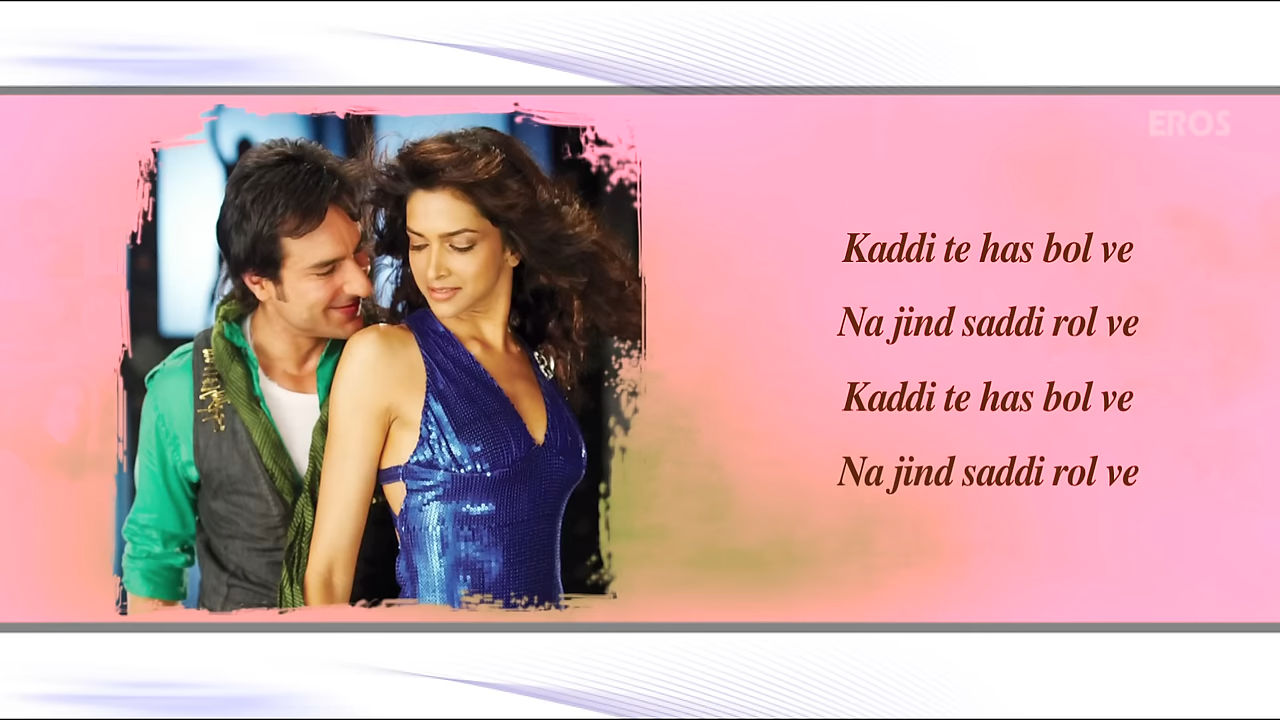 EROS
Kaddi te has bol ve
Na jind saddi rol ve
Kaddi te has bol ve
Na jind saddi rol ve